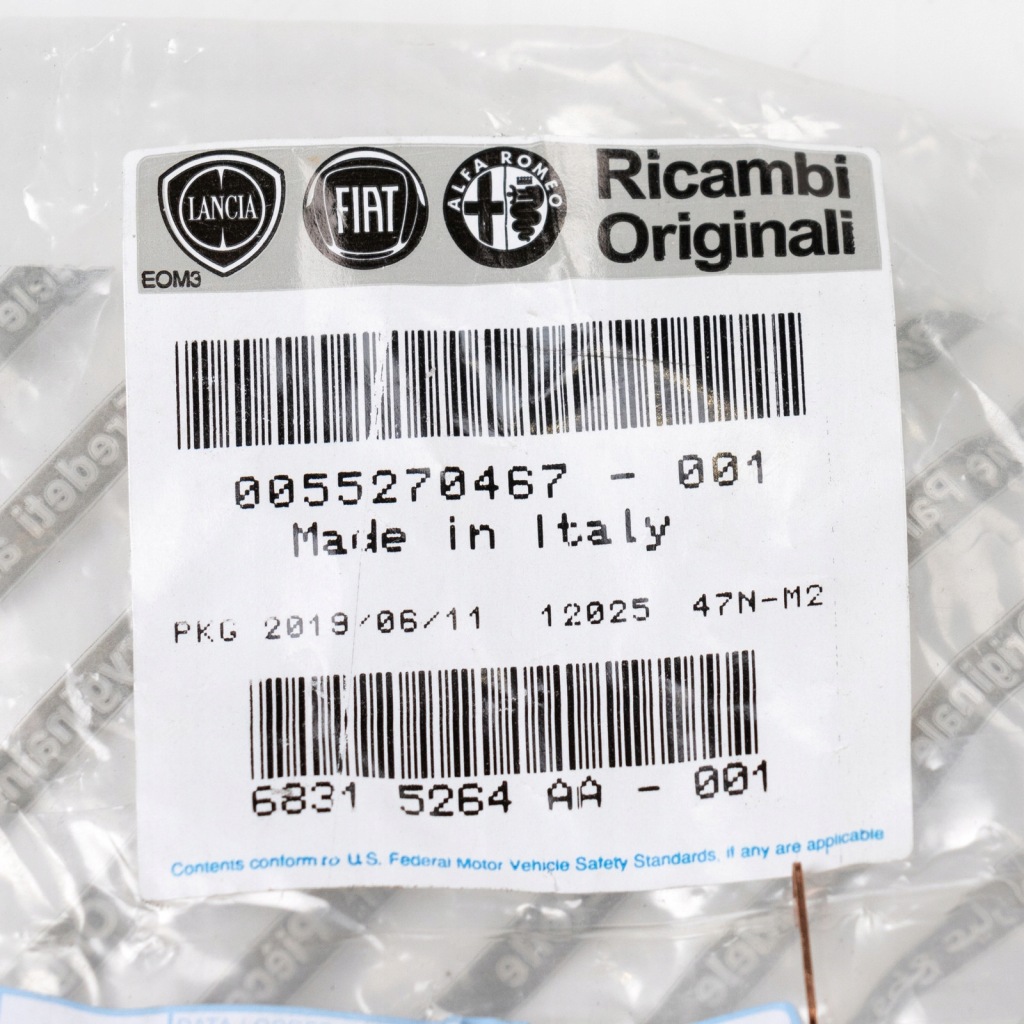 LANCIA
FIAT
ALFA ROMEO
Ricambi
Originali
EOM3
0055270467 - 001
Made in Italy
PKG 2019/06/11 12025 47N-M2
6831 5264 AA - 001
Contents conform to U.S. Federal Motor Vehicle Safety Standards, if any are applicable